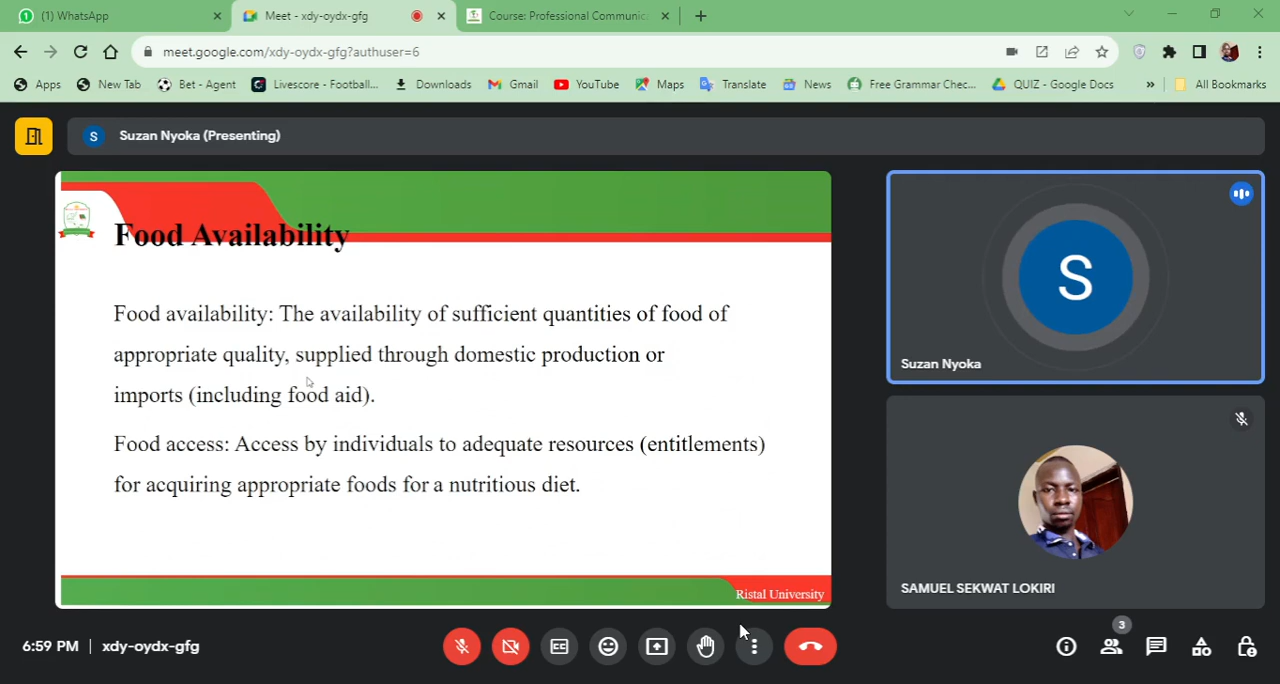 (1) WhatsApp
Meet - xdy-oydx-gfg
Course: Professional Communic
meet.google.com/xdy-oydx-gfg?authuser=6
Apps
New Tab
Bet - Agent
Livescore - Football...
Downloads
Gmail
YouTube
Maps
Translate
News
Free Grammar Chec...
QUIZ - Google Docs
»
All Bookmarks
S
Suzan Nyoka (Presenting)
Food Availability
Food availability: The availability of sufficient quantities of food of
appropriate quality, supplied through domestic production or
imports (including food aid).
Food access: Access by individuals to adequate resources (entitlements)
for acquiring appropriate foods for a nutritious diet.
Ristal University
S
Suzan Nyoka
SAMUEL SEKWAT LOKIRI
6:59 PM | xdy-oydx-gfg
3